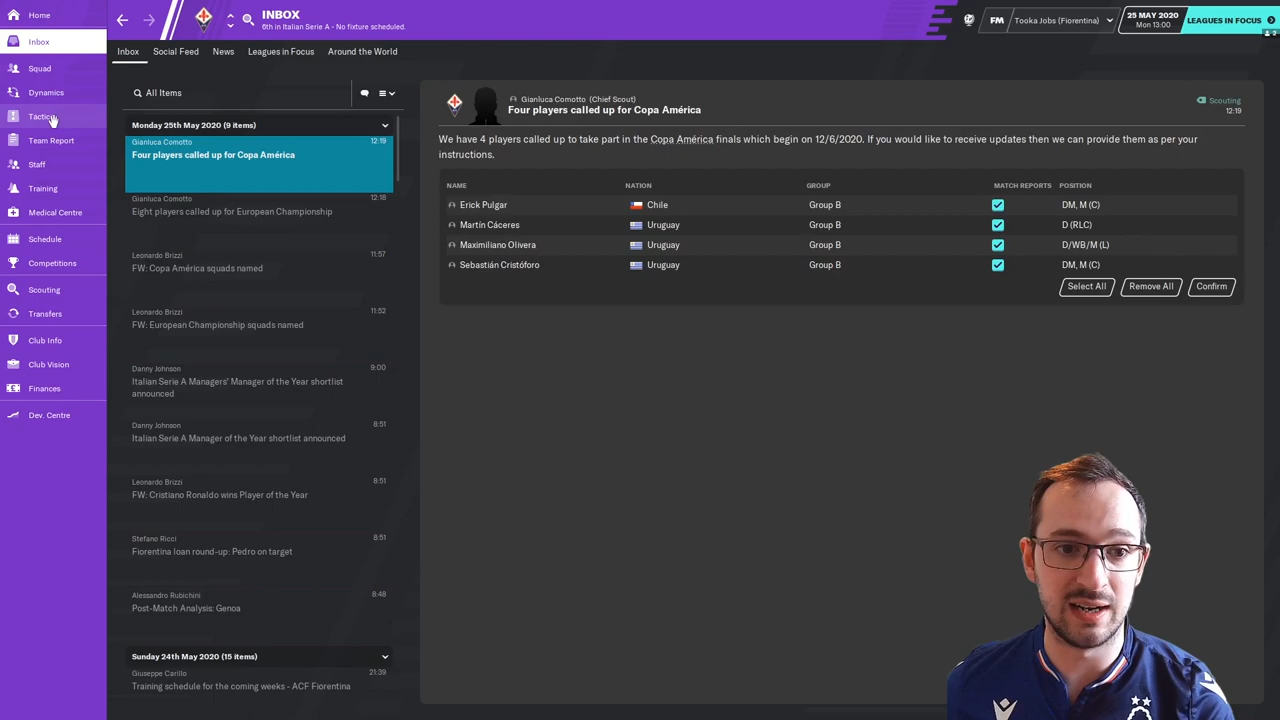 Home
Inbox
Squad
Dynamics
Tactics
Team Report
Staff
Training
Medical Centre
Schedule
Competitions
Scouting
Transfers
Club Info
Club Vision
Finances
Dev. Centre
INBOX
6th in Italian Serie A - No fixture scheduled.
FM
Tooka Jobs (Fiorentina)
25 MAY 2020
Mon 13:00
LEAGUES IN FOCUS
2
Inbox
Social Feed
News
Leagues in Focus
Around the World
All Items
Monday 25th May 2020 (9 items)
Gianluca Comotto
12:19
Four players called up for Copa América
Gianluca Comotto
12:18
Eight players called up for European Championship
Leonardo Brizzi
11:57
FW: Copa América squads named
Leonardo Brizzi
11:52
FW: European Championship squads named
Danny Johnson
9:00
Italian Serie A Managers' Manager of the Year shortlist
announced
Danny Johnson
8:51
Italian Serie A Manager of the Year shortlist announced
Leonardo Brizzi
8:51
FW: Cristiano Ronaldo wins Player of the Year
Stefano Ricci
8:51
Fiorentina loan round-up: Pedro on target
Alessandro Rubichini
8:48
Post-Match Analysis: Genoa
Sunday 24th May 2020 (15 items)
Giuseppe Carillo
21:39
Training schedule for the coming weeks - ACF Fiorentina
Gianluca Comotto (Chief Scout)
Four players called up for Copa América
Scouting
12:19
We have 4 players called up to take part in the Copa América finals which begin on 12/6/2020. If you would like to receive updates then we can provide them as per your
instructions.
NAME NATION GROUP MATCH REPORTS POSITION
Erick Pulgar Chile Group B DM, M (C)
Martín Cáceres Uruguay Group B D (RLC)
Maximiliano Olivera Uruguay Group B D/WB/M (L)
Sebastián Cristóforo Uruguay Group B DM, M (C)
Select All
Remove All
Confirm